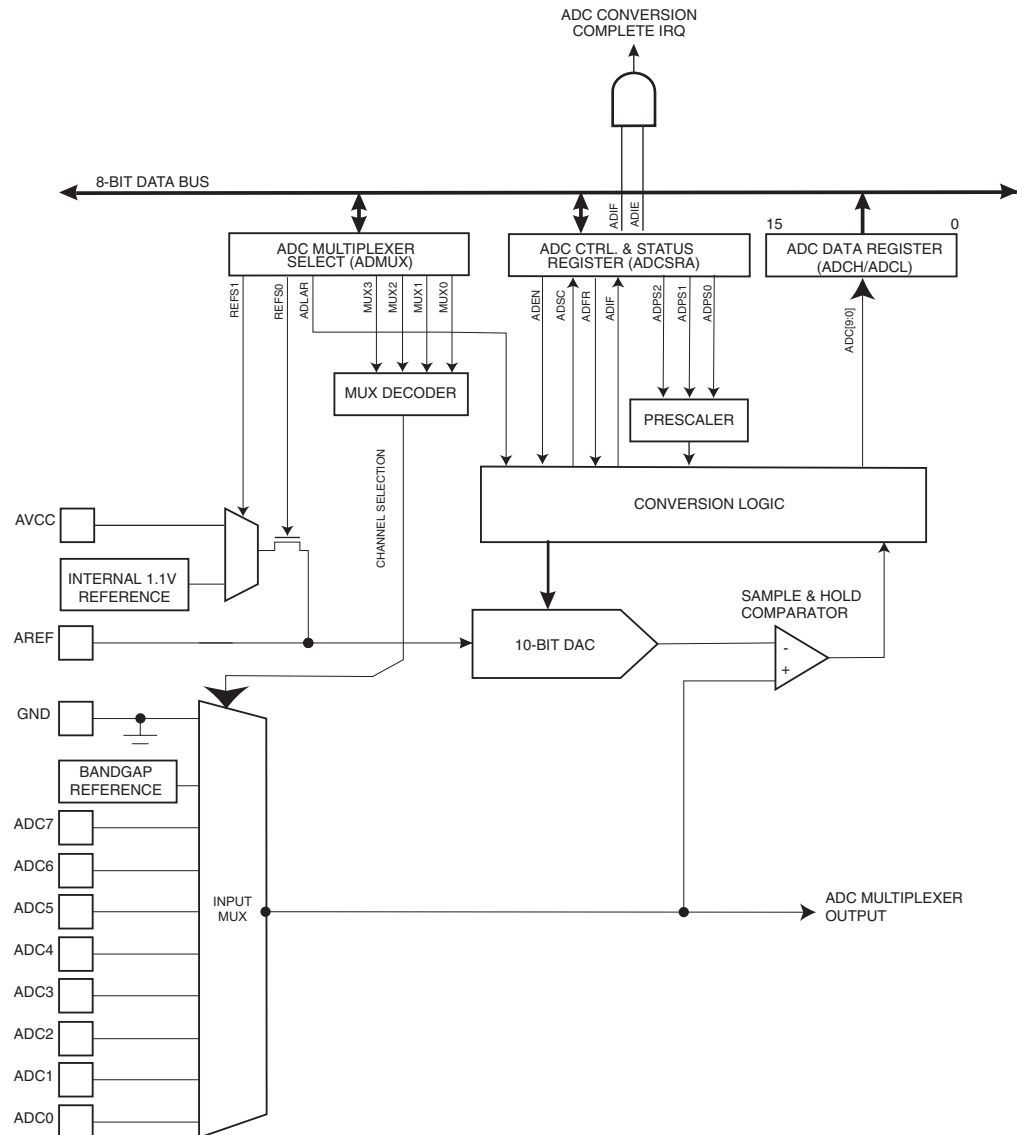 ADC CONVERSION
COMPLETE IRQ
8-BIT DATA BUS
ADIF
ADIE
15
0
ADC MULTIPLEXER
SELECT (ADMUX)
ADC CTRL. & STATUS
REGISTER (ADCSRA)
ADC DATA REGISTER
(ADCH/ADCL)
REFS1
REFS0
ADLAR
MUX3
MUX2
MUX1
MUX0
ADEN
ADSC
ADFR
ADIF
ADPS2
ADPS1
ADPS0
ADC[9:0]
MUX DECODER
PRESCALER
CHANNEL SELECTION
CONVERSION LOGIC
AVCC
INTERNAL 1.1V
REFERENCE
SAMPLE & HOLD
COMPARATOR
AREF
10-BIT DAC
-
+
GND
BANDGAP
REFERENCE
ADC7
ADC6
ADC5
INPUT
MUX
ADC MULTIPLEXER
OUTPUT
ADC4
ADC3
ADC2
ADC1
ADC0